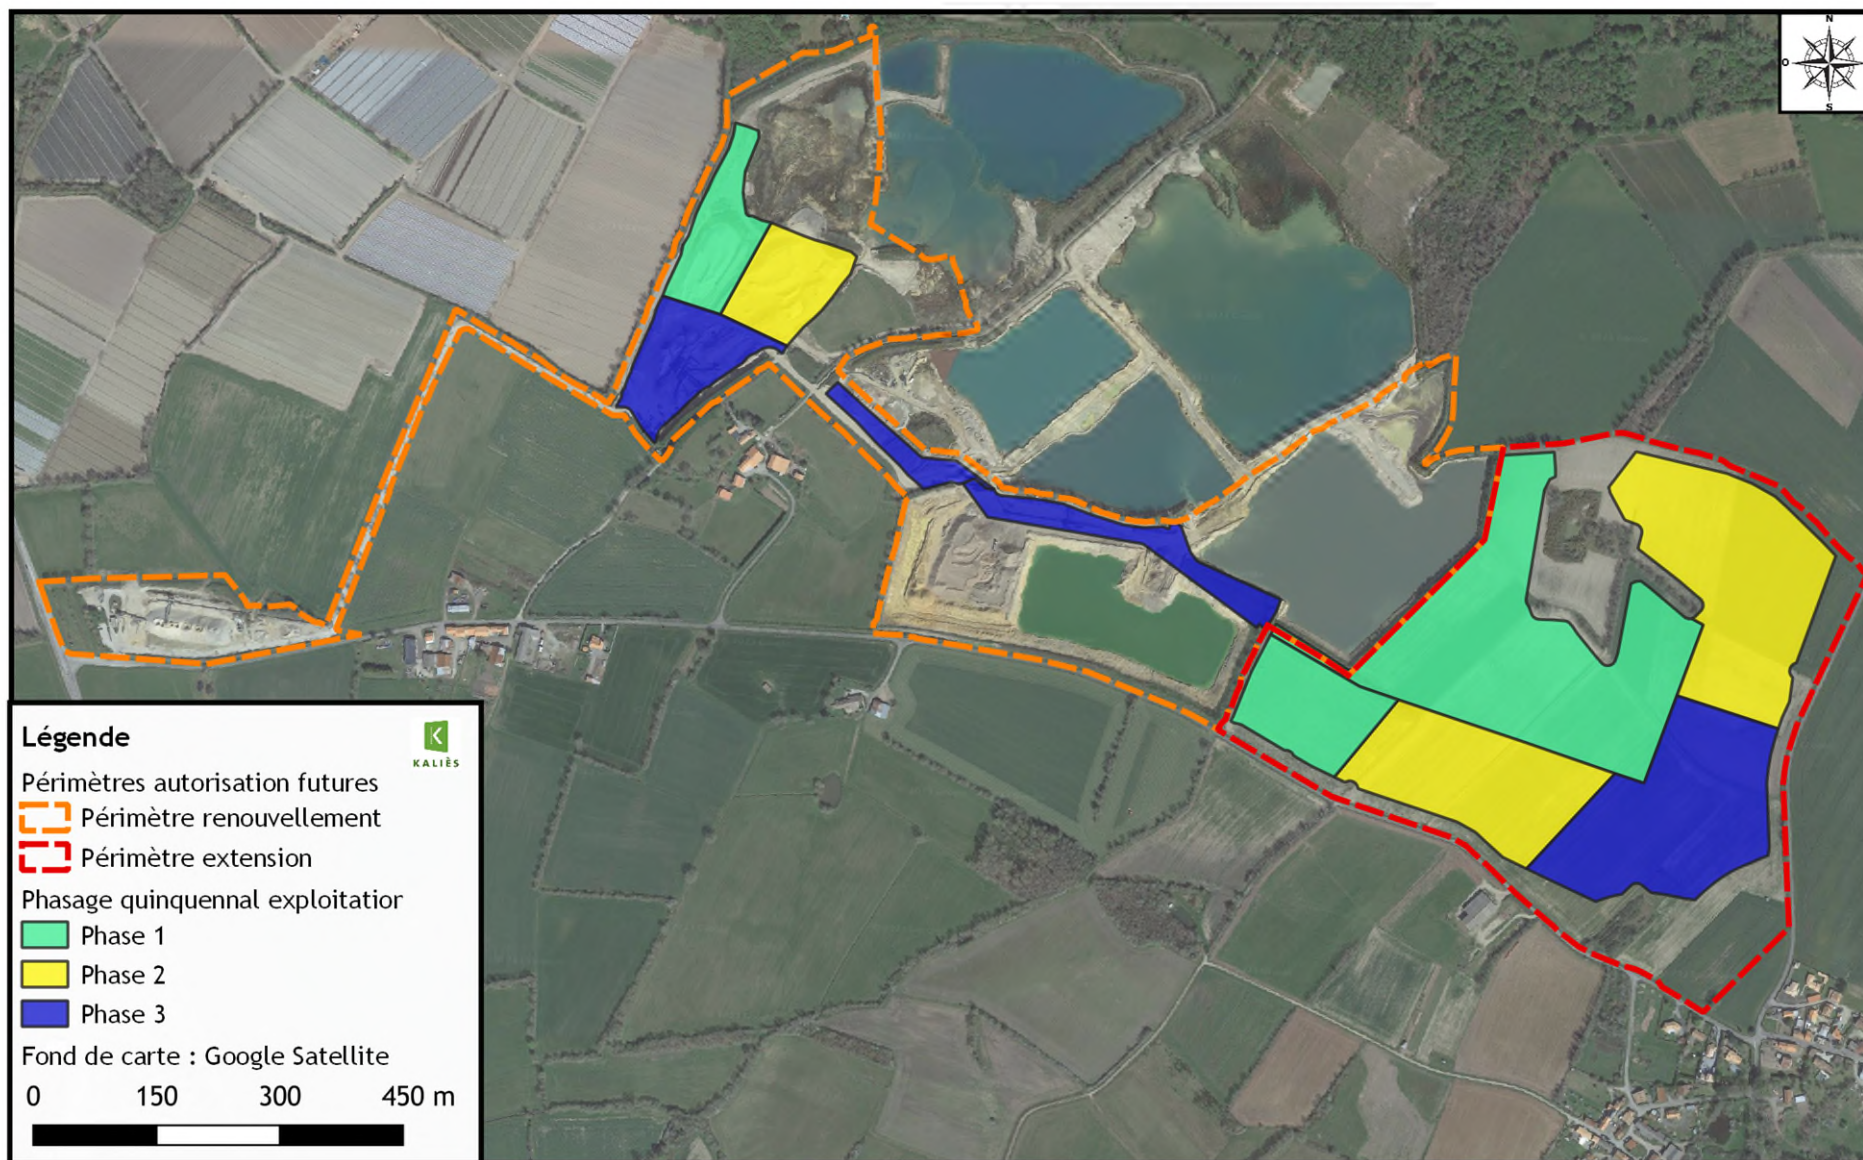 N
O
S
Légende
KALIÈS
Périmètres autorisation futures
Périmètre renouvellement
Périmètre extension
Phasage quinquennal exploitation
Phase 1
Phase 2
Phase 3
Fond de carte : Google Satellite
0 150 300 450 m